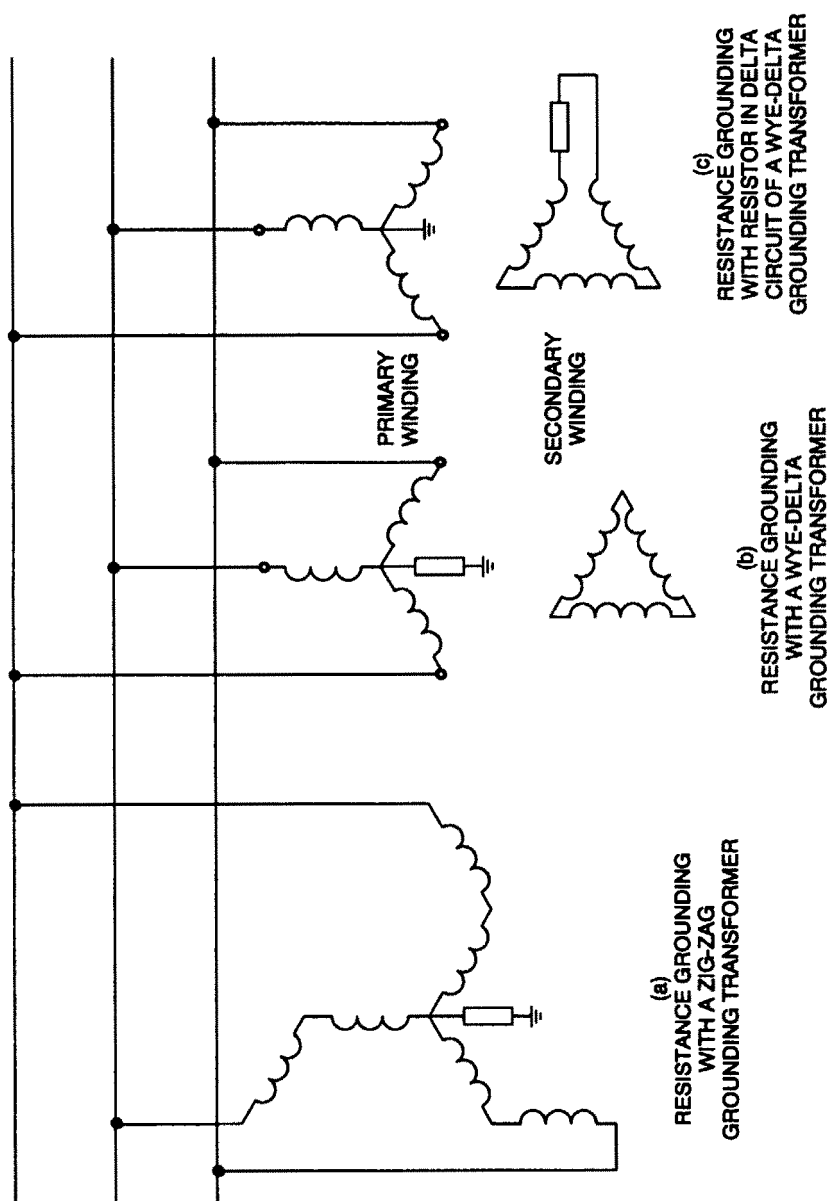 PRIMARY
WINDING
SECONDARY
WINDING
(a)
RESISTANCE GROUNDING
WITH A ZIG-ZAG
GROUNDING TRANSFORMER
(b)
RESISTANCE GROUNDING
WITH A WYE-DELTA
GROUNDING TRANSFORMER
(c)
RESISTANCE GROUNDING
WITH RESISTOR IN DELTA
CIRCUIT OF A WYE-DELTA
GROUNDING TRANSFORMER